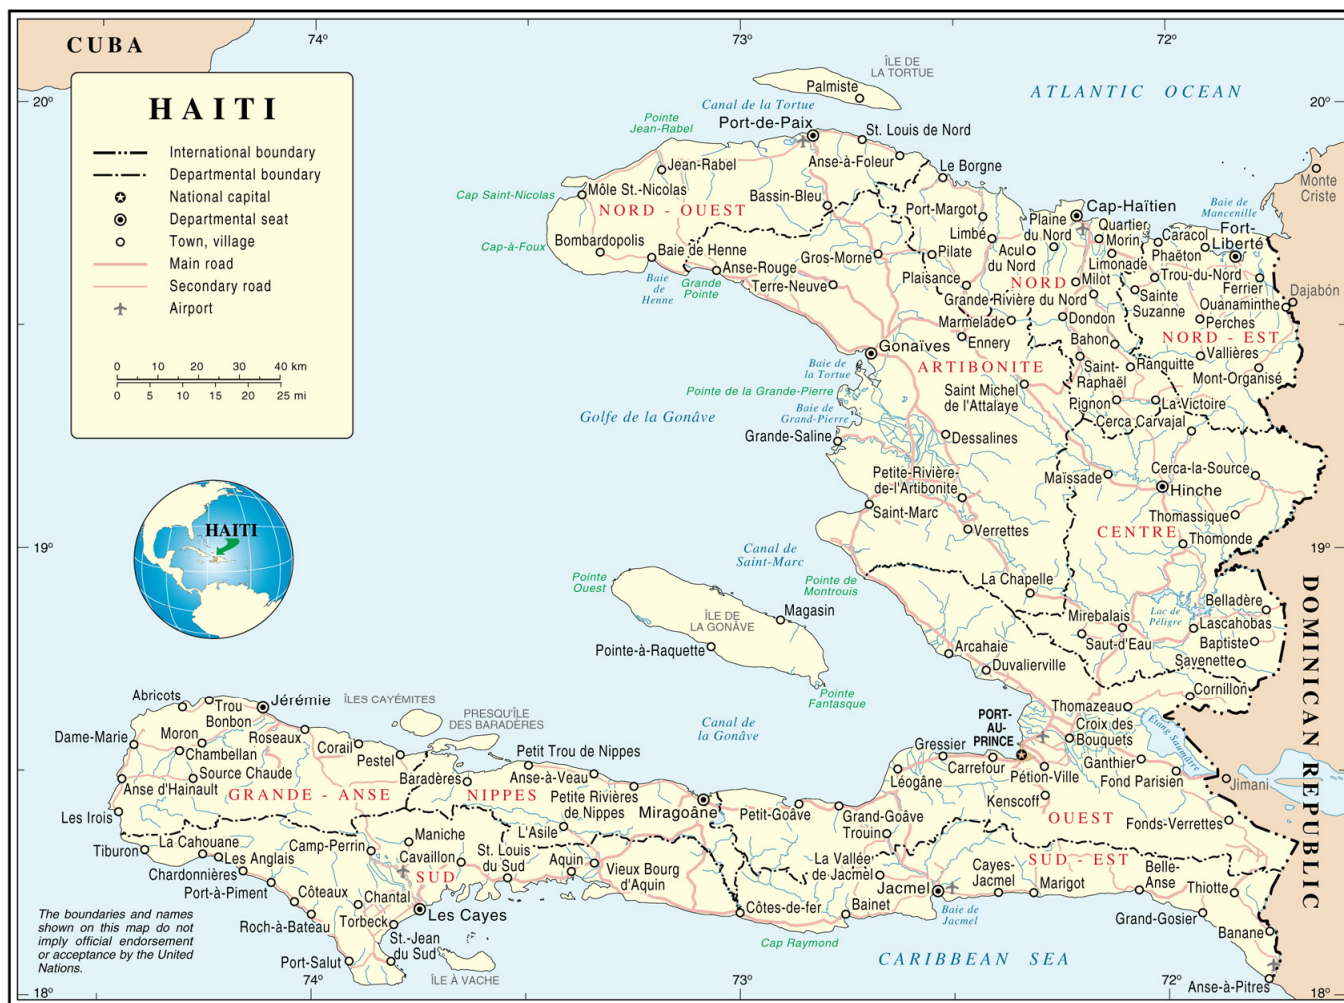 CUBA
74°
73°
72°
20°
HAITI
International boundary
Departmental boundary
National capital
Departmental seat
Town, village
Main road
Secondary road
Airport
0 10 20 30 40 km
0 5 10 15 20 25 mi
HAITI
ÎLE DE
LA TORTUE
Palmiste
ATLANTIC OCEAN
20°
Canal de la Tortue
Pointe
Jean-Rabel
Port-de-Paix
St. Louis de Nord
Anse-à-Foleur
Le Borgne
Jean-Rabel
Cap Saint-Nicolas
Môle St.-Nicolas
NORD - OUEST
Bassin-Bleu
Port-Margot
Cap-Haïtien
Plaine
du Nord
Quartier
Morin
Limbé
Acul
du Nord
Baie de
Mancenille
Monte
Criste
Caracol
Fort-
Liberté
Phaëton
Limonade
Cap-à-Foux
Bombardopolis
Baie de Henne
Baie
de
Henne
Anse-Rouge
Grande
Pointe
Gros-Morne
Pilate
Plaisance
Terre-Neuve
NORD
Milot
Trou-du-Nord
Ferrier
Dajabón
Grande-Rivière du Nord
Sainte
Suzanne
Ouanaminthe
Marmelade
Dondon
Perches
Ennery
Bahon
NORD - EST
Gonaïves
Vallières
ARTIBONITE
Saint-
Raphaël
Ranquitte
Mont-Organisé
Baie de
la Tortue
Pointe de la Grande-Pierre
Saint Michel
de l'Attalaye
Pignon
La Victoire
Baie de
Grand-Pierre
Golfe de la Gonâve
Cerca Carvajal
Grande-Saline
Dessalines
Petite-Rivière-
de-l'Artibonite
Maïssade
Cerca-la-Source
Hinche
Saint-Marc
Thomassique
Verrettes
CENTRE
Thomonde
19°
19°
Canal de
Saint-Marc
Pointe
Ouest
Pointe de
Montrouis
La Chapelle
Magasin
ÎLE DE
LA GONÂVE
Mirebalais
Lac de
Péligre
Belladère
Lascahobas
Pointe-à-Raquette
Saut-d'Eau
Baptiste
Arcahaie
Savenette
Duvalierville
Pointe
Fantasque
Cornillon
DOMINICAN REPUBLIC
Abricots
Trou
Bonbon
Jérémie
ÎLES CAYÉMITES
PRESQU'ÎLE
DES BARADÈRES
Canal de
la Gonâve
PORT-
AU-
PRINCE
Thomazeau
Croix des
Bouquets
Étang Saumâtre
Dame-Marie
Moron
Chambellan
Roseaux
Corail
Pestel
Petit Trou de Nippes
Gressier
Carrefour
Ganthier
Source Chaude
Anse d'Hainault
Baradères
Anse-à-Veau
Léogâne
Pétion-Ville
Fond Parisien
Jimani
GRANDE - ANSE
NIPPES
Petite Rivières
de Nippes
Miragoâne
Petit-Goâve
Grand-Goâve
Kenscoff
OUEST
Fonds-Verrettes
Les Irois
L'Asile
Trouin
Tiburon
La Cahouane
Les Anglais
Camp-Perrin
Maniche
Cavaillon
St. Louis
du Sud
Aquin
Vieux Bourg
d'Aquin
La Vallée
de Jacmel
SUD - EST
Chardonnières
Port-à-Piment
SUD
Jacmel
Cayes-
Jacmel
Marigot
Belle-
Anse
Thiotte
Côteaux
Chantal
Les Cayes
Côtes-de-fer
Bainet
Baie de
Jacmel
Grand-Gosier
Roch-à-Bateau
Torbeck
St.-Jean
du Sud
Cap Raymond
Banane
Port-Salut
ÎLE À VACHE
CARIBBEAN SEA
Anse-à-Pitres
The boundaries and names
shown on this map do not
imply official endorsement
or acceptance by the United
Nations.
18°
74°
73°
72°
18°